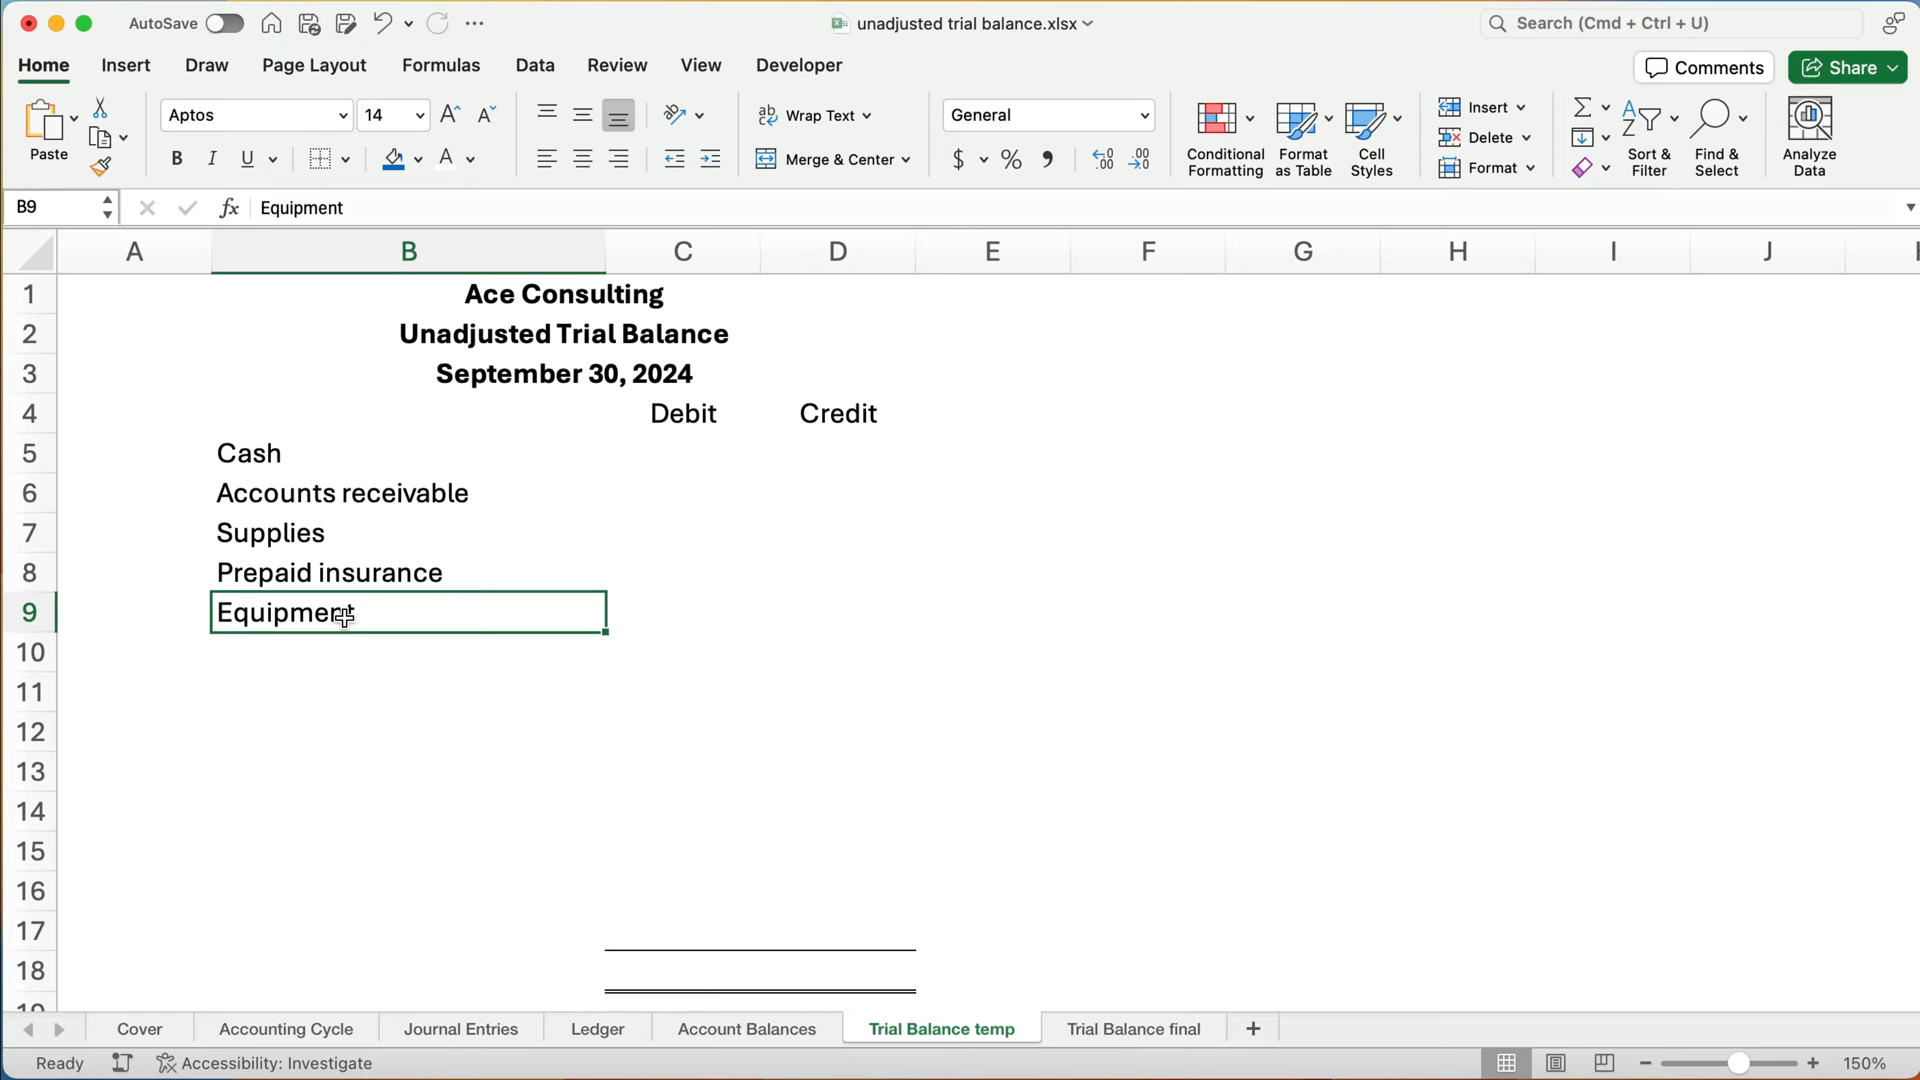 AutoSave
unadjusted trial balance.xlsx
Search (Cmd + Ctrl + U)
Home Insert Draw Page Layout Formulas Data Review View Developer
Comments Share
Paste
Aptos 14
B I U A
Wrap Text
Merge & Center
General
$ % 9
Conditional Formatting
Format as Table
Cell Styles
Insert
Delete
Format
Sort & Filter
Find & Select
Analyze Data
B9 fx Equipment
A B C D E F G H I J
1 Ace Consulting
2 Unadjusted Trial Balance
3 September 30, 2024
4 Debit Credit
5 Cash
6 Accounts receivable
7 Supplies
8 Prepaid insurance
9 Equipment
10
11
12
13
14
15
16
17
18
Cover Accounting Cycle Journal Entries Ledger Account Balances Trial Balance temp Trial Balance final +
Ready Accessibility: Investigate 150%